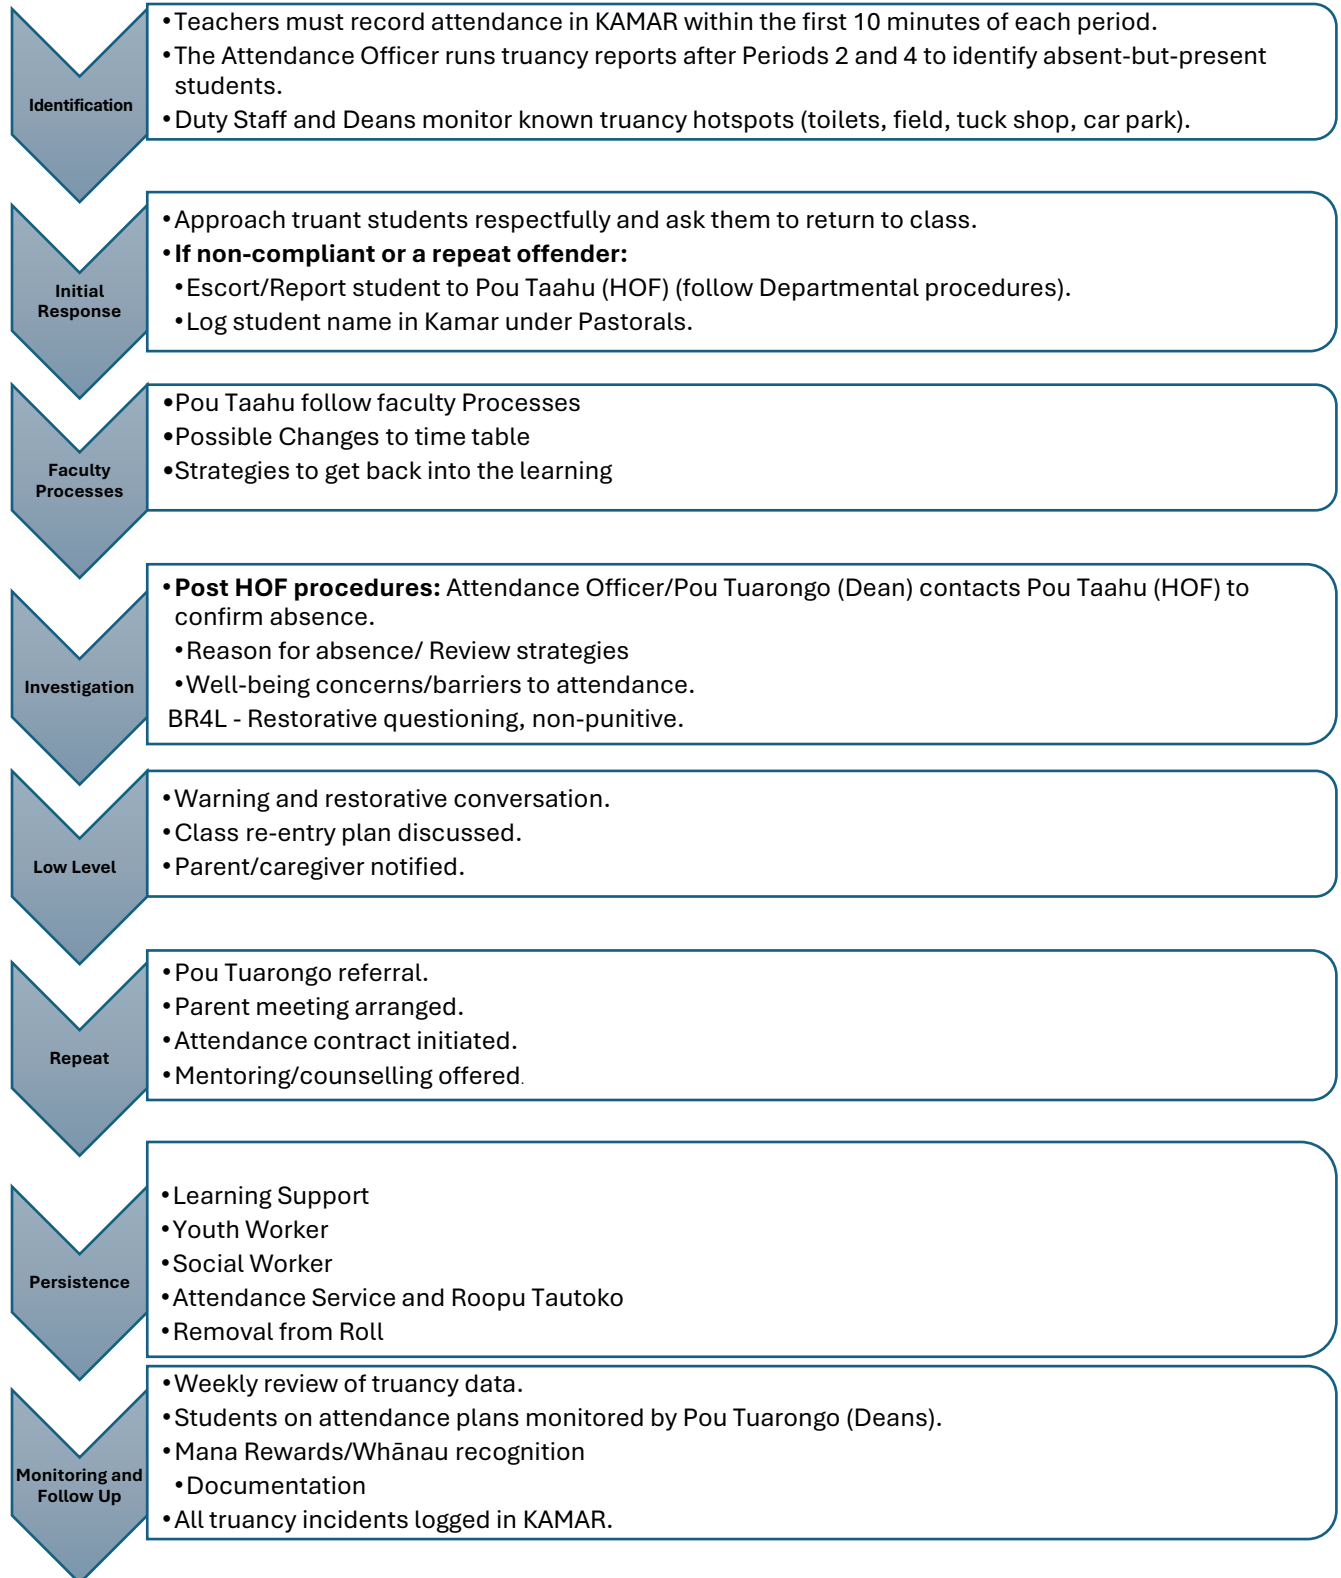 Identification
•Teachers must record attendance in KAMAR within the first 10 minutes of each period.
•The Attendance Officer runs truancy reports after Periods 2 and 4 to identify absent-but-present
students.
•Duty Staff and Deans monitor known truancy hotspots (toilets, field, tuck shop, car park).
Initial
Response
•Approach truant students respectfully and ask them to return to class.
•If non-compliant or a repeat offender:
•Escort/Report student to Pou Taahu (HOF) (follow Departmental procedures).
•Log student name in Kamar under Pastorals.
Faculty
Processes
•Pou Taahu follow faculty Processes
•Possible Changes to time table
•Strategies to get back into the learning
Investigation
•Post HOF procedures: Attendance Officer/Pou Tuarongo (Dean) contacts Pou Taahu (HOF) to
confirm absence.
•Reason for absence/ Review strategies
•Well-being concerns/barriers to attendance.
BR4L - Restorative questioning, non-punitive.
Low Level
•Warning and restorative conversation.
•Class re-entry plan discussed.
•Parent/caregiver notified.
Repeat
•Pou Tuarongo referral.
•Parent meeting arranged.
•Attendance contract initiated.
•Mentoring/counselling offered.
Persistence
•Learning Support
•Youth Worker
•Social Worker
•Attendance Service and Roopu Tautoko
•Removal from Roll
Monitoring and
Follow Up
•Weekly review of truancy data.
•Students on attendance plans monitored by Pou Tuarongo (Deans).
•Mana Rewards/Whānau recognition
•Documentation
•All truancy incidents logged in KAMAR.